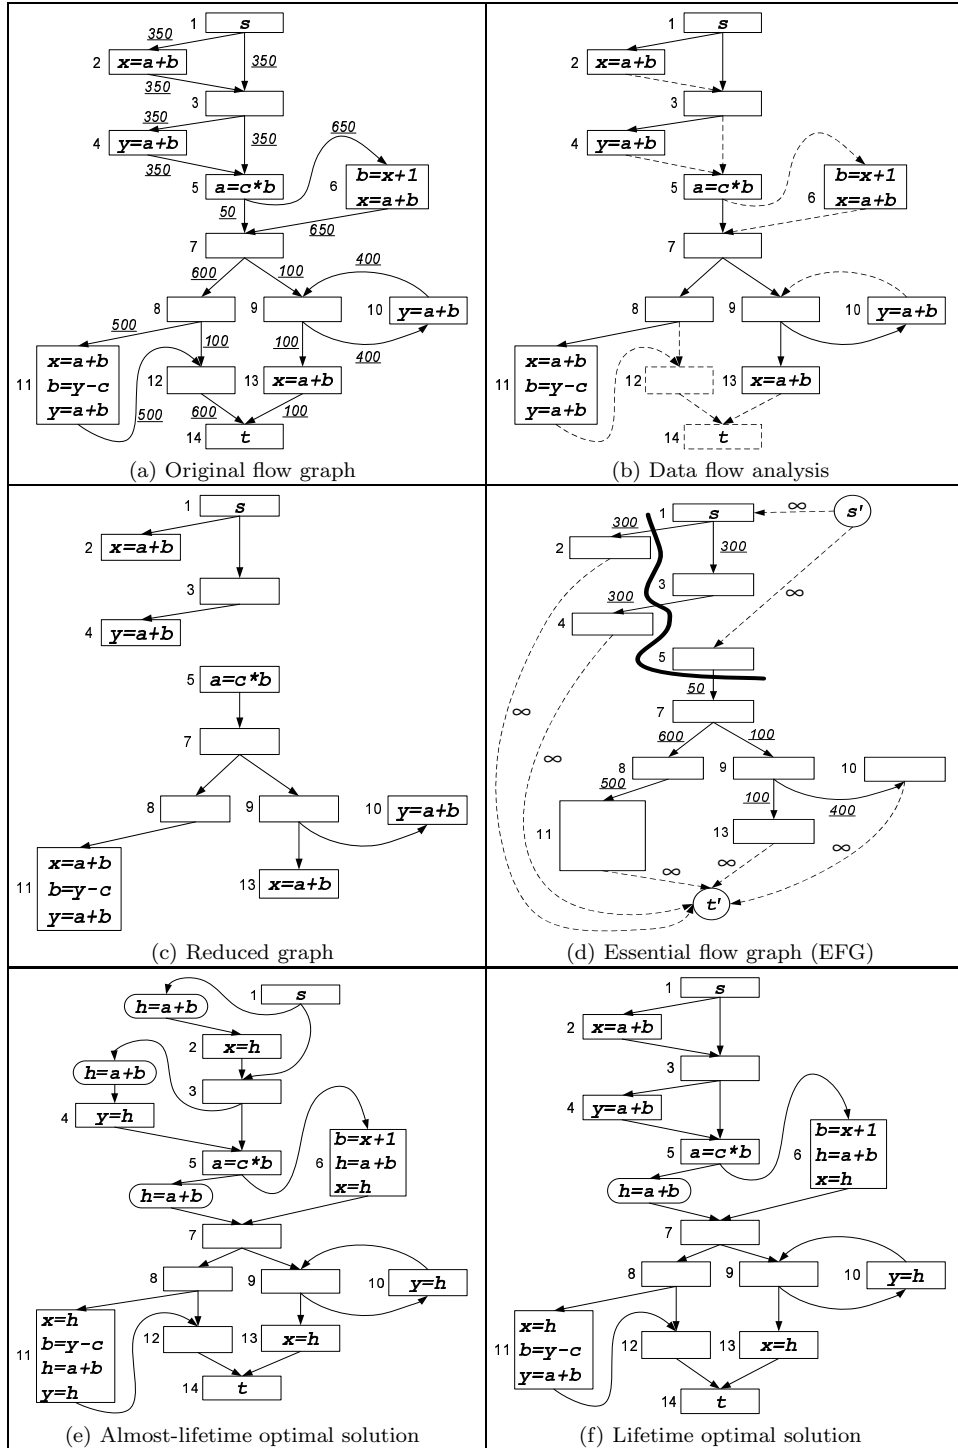 1 s
350
350
2 x=a+b
350
3
350
350
4 y=a+b
350
650
5 a=c*b
6 b=x+1
x=a+b
50
650
7
600 100 400
8 9 10 y=a+b
500 100 100 400
11 x=a+b
b=y-c
y=a+b
12 13 x=a+b
500 600 100
14 t
(a) Original flow graph
1 s
2 x=a+b
3
4 y=a+b
5 a=c*b
6 b=x+1
x=a+b
7
8 9 10 y=a+b
11 x=a+b
b=y-c
y=a+b
12 13 x=a+b
14 t
(b) Data flow analysis
1 s
2 x=a+b
3
4 y=a+b
5 a=c*b
7
8 9 10 y=a+b
11 x=a+b
b=y-c
y=a+b
13 x=a+b
(c) Reduced graph
1 s ∞ s'
300
2 300
3
300 ∞
4
5
50
∞ 7
∞ 600 100
8 9 10
500 100 400
11 13 ∞
∞ ∞
t'
(d) Essential flow graph (EFG)
1 s
h=a+b
2 x=h
h=a+b 3
4 y=h
5 a=c*b
6 b=x+1
h=a+b
x=h
h=a+b
7
8 9 10 y=h
11 x=h
b=y-c
h=a+b
y=h
12 13 x=h
14 t
(e) Almost-lifetime optimal solution
1 s
2 x=a+b
3
4 y=a+b
5 a=c*b
6 b=x+1
h=a+b
x=h
h=a+b
7
8 9 10 y=h
11 x=h
b=y-c
y=a+b
12 13 x=h
14 t
(f) Lifetime optimal solution